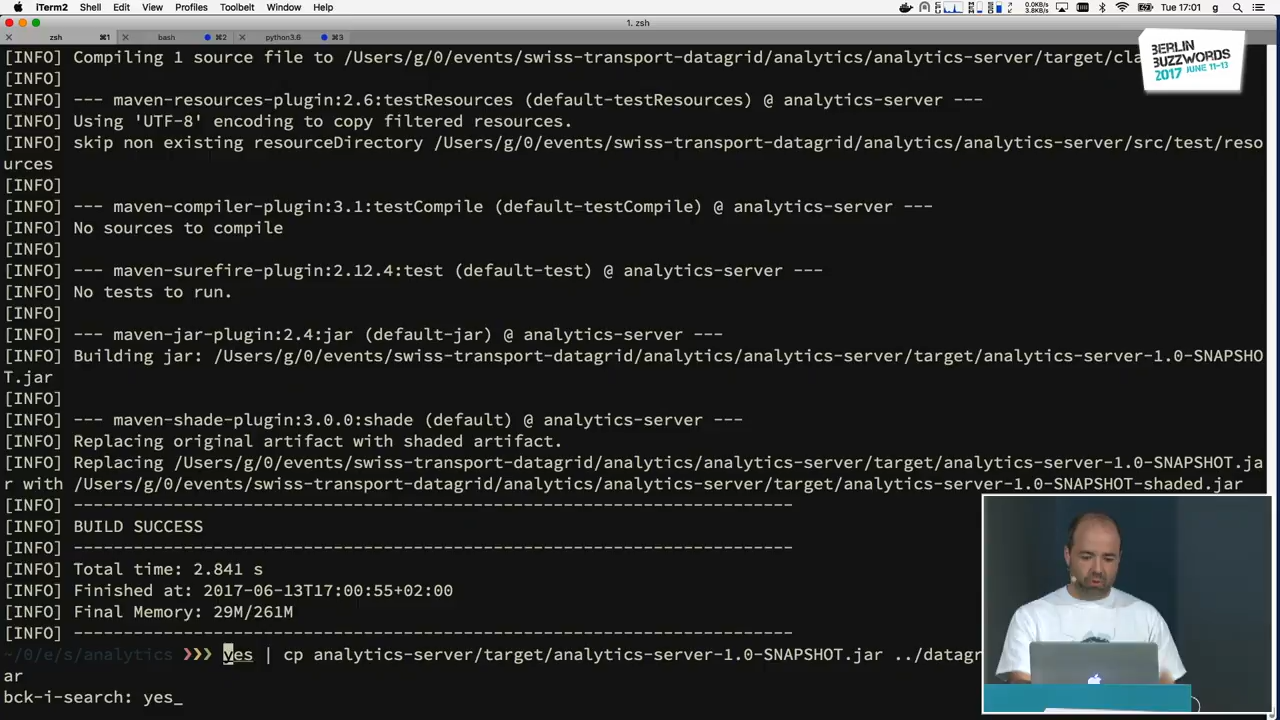 iTerm2 Shell Edit View Profiles Toolbelt Window Help 0.0KB/s 3.8KB/s Tue 17:01 g
1. zsh
zsh ⌘1 bash ⌘2 python3.6 ⌘3
[INFO] Compiling 1 source file to /Users/g/0/events/swiss-transport-datagrid/analytics/analytics-server/target/cla
[INFO]
[INFO] --- maven-resources-plugin:2.6:testResources (default-testResources) @ analytics-server ---
[INFO] Using 'UTF-8' encoding to copy filtered resources.
[INFO] skip non existing resourceDirectory /Users/g/0/events/swiss-transport-datagrid/analytics/analytics-server/src/test/reso
urces
[INFO]
[INFO] --- maven-compiler-plugin:3.1:testCompile (default-testCompile) @ analytics-server ---
[INFO] No sources to compile
[INFO]
[INFO] --- maven-surefire-plugin:2.12.4:test (default-test) @ analytics-server ---
[INFO] No tests to run.
[INFO]
[INFO] --- maven-jar-plugin:2.4:jar (default-jar) @ analytics-server ---
[INFO] Building jar: /Users/g/0/events/swiss-transport-datagrid/analytics/analytics-server/target/analytics-server-1.0-SNAPSHO
T.jar
[INFO]
[INFO] --- maven-shade-plugin:3.0.0:shade (default) @ analytics-server ---
[INFO] Replacing original artifact with shaded artifact.
[INFO] Replacing /Users/g/0/events/swiss-transport-datagrid/analytics/analytics-server/target/analytics-server-1.0-SNAPSHOT.ja
r with /Users/g/0/events/swiss-transport-datagrid/analytics/analytics-server/target/analytics-server-1.0-SNAPSHOT-shaded.jar
[INFO] ------------------------------------------------------------------------
[INFO] BUILD SUCCESS
[INFO] ------------------------------------------------------------------------
[INFO] Total time: 2.841 s
[INFO] Finished at: 2017-06-13T17:00:55+02:00
[INFO] Final Memory: 29M/261M
[INFO] ------------------------------------------------------------------------
~/0/e/s/analytics ❯❯❯ yes | cp analytics-server/target/analytics-server-1.0-SNAPSHOT.jar ../datagr
ar
bck-i-search: yes_
BERLIN
BUZZWORDS
2017 JUNE 11-13